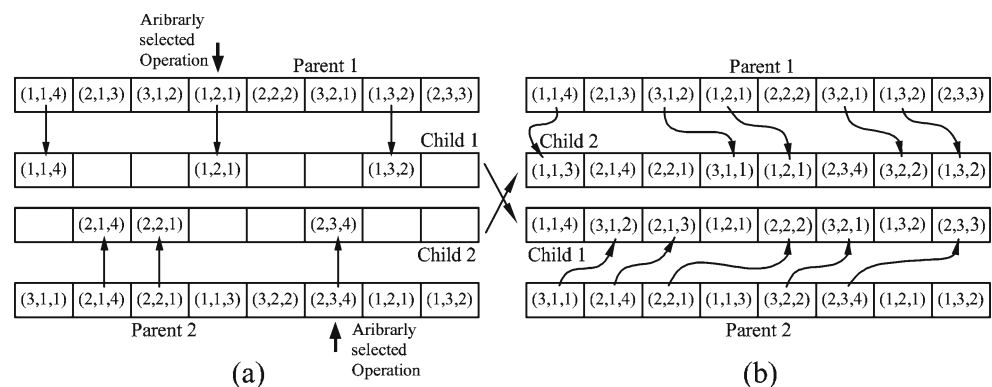 Aribrarly
selected
Operation
Parent 1
(1,1,4) (2,1,3) (3,1,2) (1,2,1) (2,2,2) (3,2,1) (1,3,2) (2,3,3)
Child 1
(1,1,4) (1,2,1) (1,3,2)
(2,1,4) (2,2,1) (2,3,4)
Child 2
(3,1,1) (2,1,4) (2,2,1) (1,1,3) (3,2,2) (2,3,4) (1,2,1) (1,3,2)
Parent 2
Aribrarly
selected
Operation
(a)
Parent 1
(1,1,4) (2,1,3) (3,1,2) (1,2,1) (2,2,2) (3,2,1) (1,3,2) (2,3,3)
Child 2
(1,1,3) (2,1,4) (2,2,1) (3,1,1) (1,2,1) (2,3,4) (3,2,2) (1,3,2)
(1,1,4) (3,1,2) (2,1,3) (1,2,1) (2,2,2) (3,2,1) (1,3,2) (2,3,3)
Child 1
(3,1,1) (2,1,4) (2,2,1) (1,1,3) (3,2,2) (2,3,4) (1,2,1) (1,3,2)
Parent 2
(b)